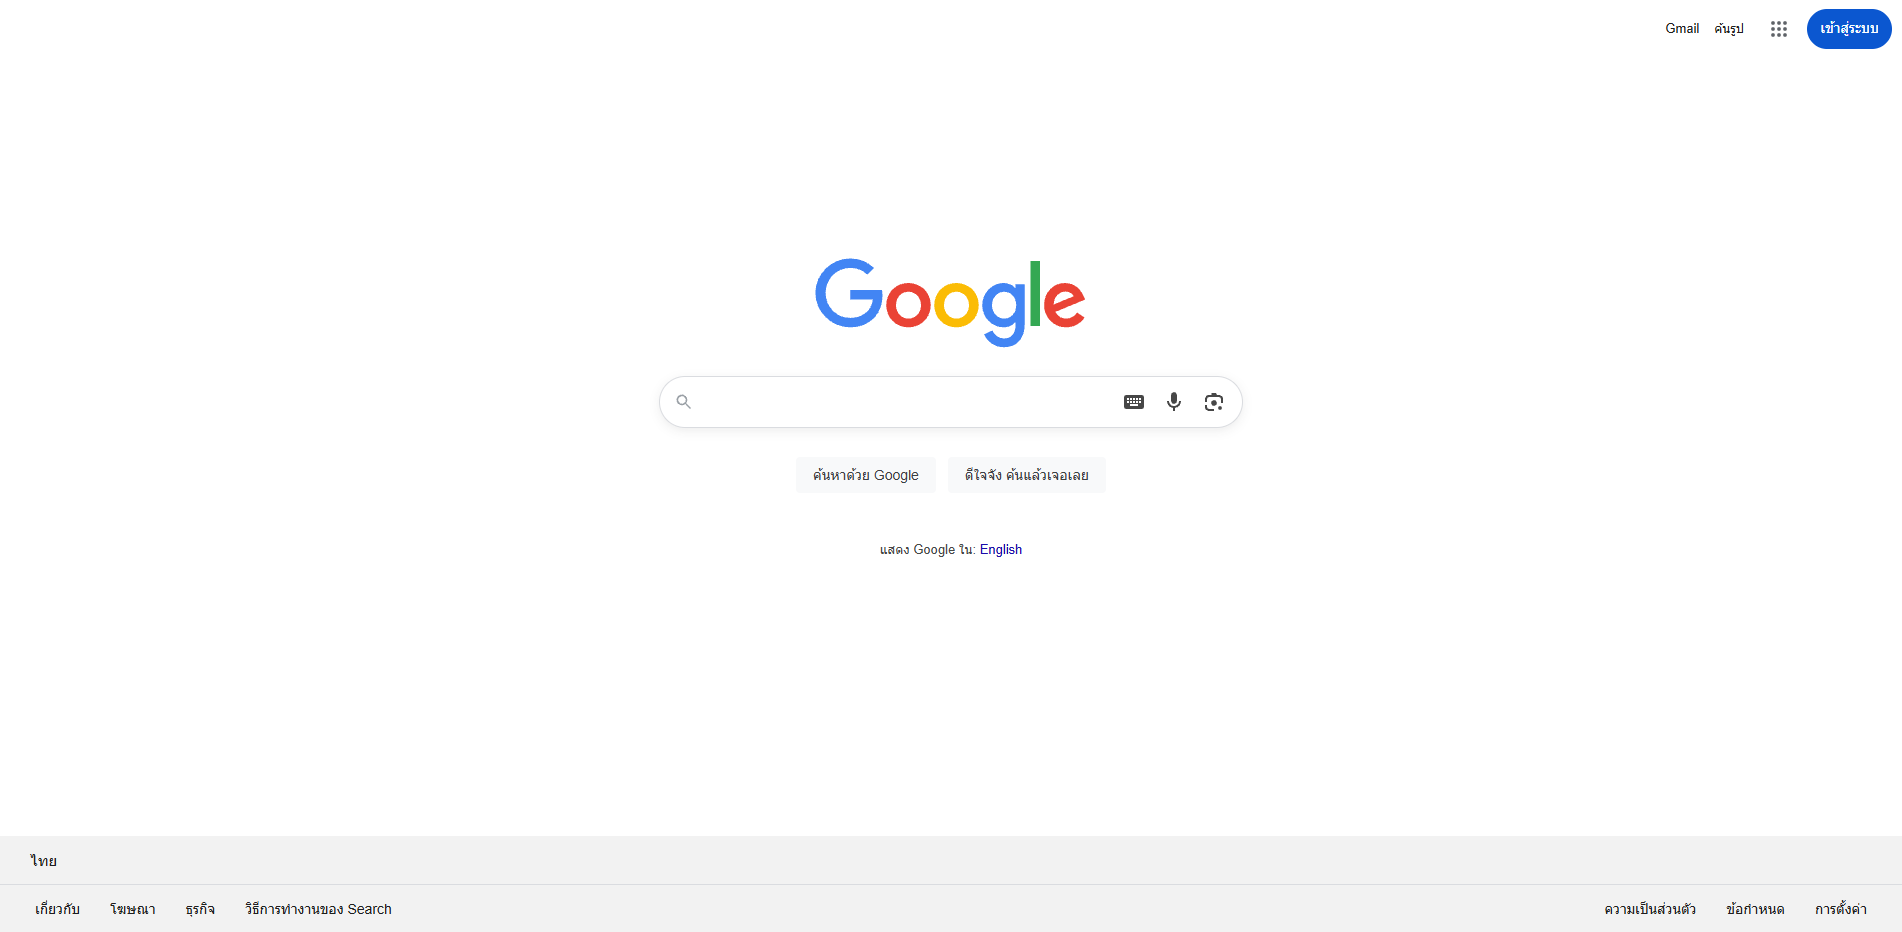 Gmail ค้นรูป เข้าสู่ระบบ
Google
ค้นหาด้วย Google ดีใจจัง ค้นแล้วเจอเลย
แสดง Google ใน: English
ไทย
เกี่ยวกับ โฆษณา ธุรกิจ วิธีการทำงานของ Search ความเป็นส่วนตัว ข้อกำหนด การตั้งค่า